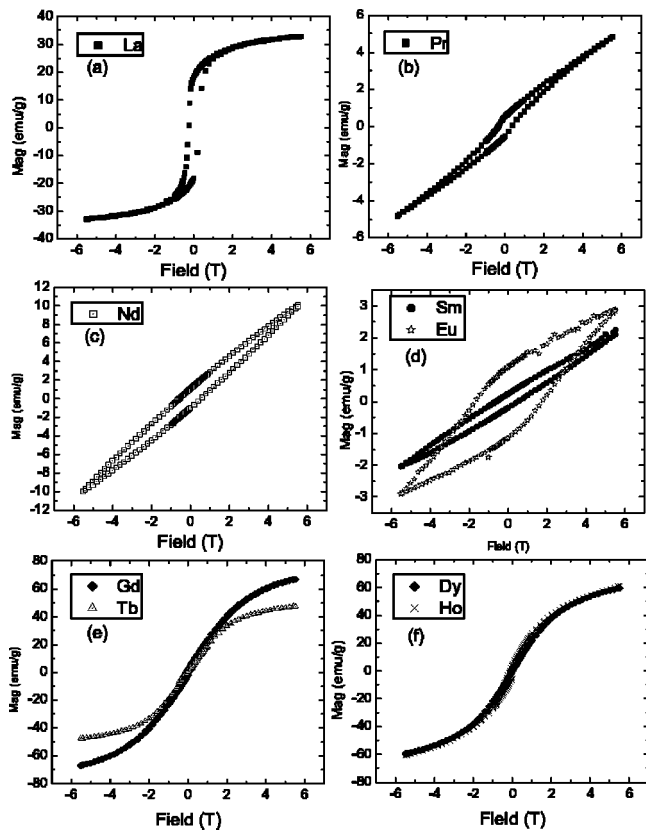 40
30
20
10
0
-10
-20
-30
-40
-6 -4 -2 0 2 4 6
Mag (emu/g)
Field (T)
La
(a)
6
4
2
0
-2
-4
-6
-6 -4 -2 0 2 4 6
Mag (emu/g)
Field (T)
Pr
(b)
12
10
8
6
4
2
0
-2
-4
-6
-8
-10
-12
-6 -4 -2 0 2 4 6
Mag (emu/g)
Field (T)
Nd
(c)
3
2
1
0
-1
-2
-3
-6 -4 -2 0 2 4 6
Mag (emu/g)
Field (T)
Sm
Eu
(d)
80
60
40
20
0
-20
-40
-60
-80
-6 -4 -2 0 2 4 6
Mag (emu/g)
Field (T)
Gd
Tb
(e)
80
60
40
20
0
-20
-40
-60
-80
-6 -4 -2 0 2 4 6
Mag (emu/g)
Field (T)
Dy
Ho
(f)